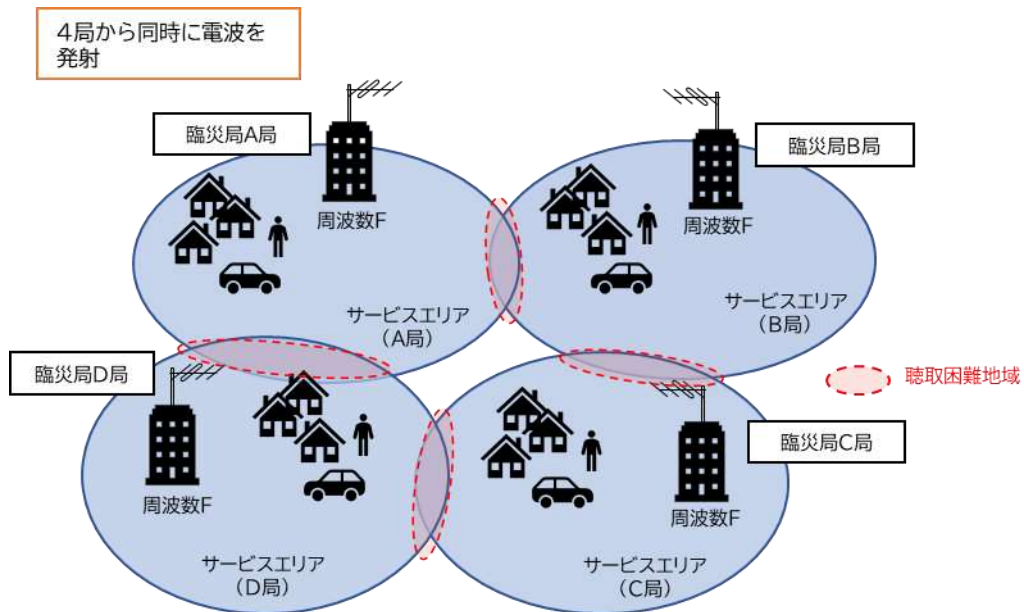 4局から同時に電波を
発射
臨災局A局
臨災局B局
周波数F
周波数F
サービスエリア
（A局）
サービスエリア
（B局）
臨災局D局
聴取困難地域
臨災局C局
周波数F
周波数F
サービスエリア
（D局）
サービスエリア
（C局）